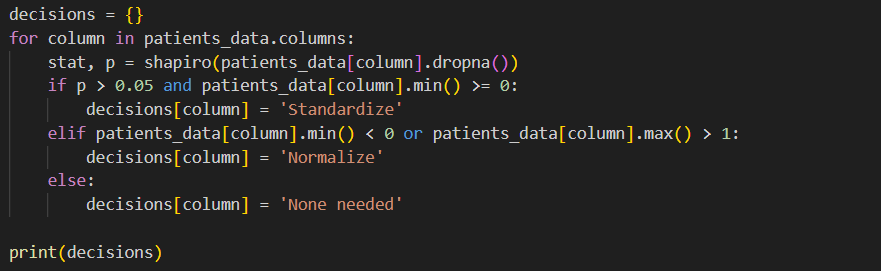 decisions = {}
for column in patients_data.columns:
    stat, p = shapiro(patients_data[column].dropna())
    if p > 0.05 and patients_data[column].min() >= 0:
        decisions[column] = 'Standardize'
    elif patients_data[column].min() < 0 or patients_data[column].max() > 1:
        decisions[column] = 'Normalize'
    else:
        decisions[column] = 'None needed'
print(decisions)